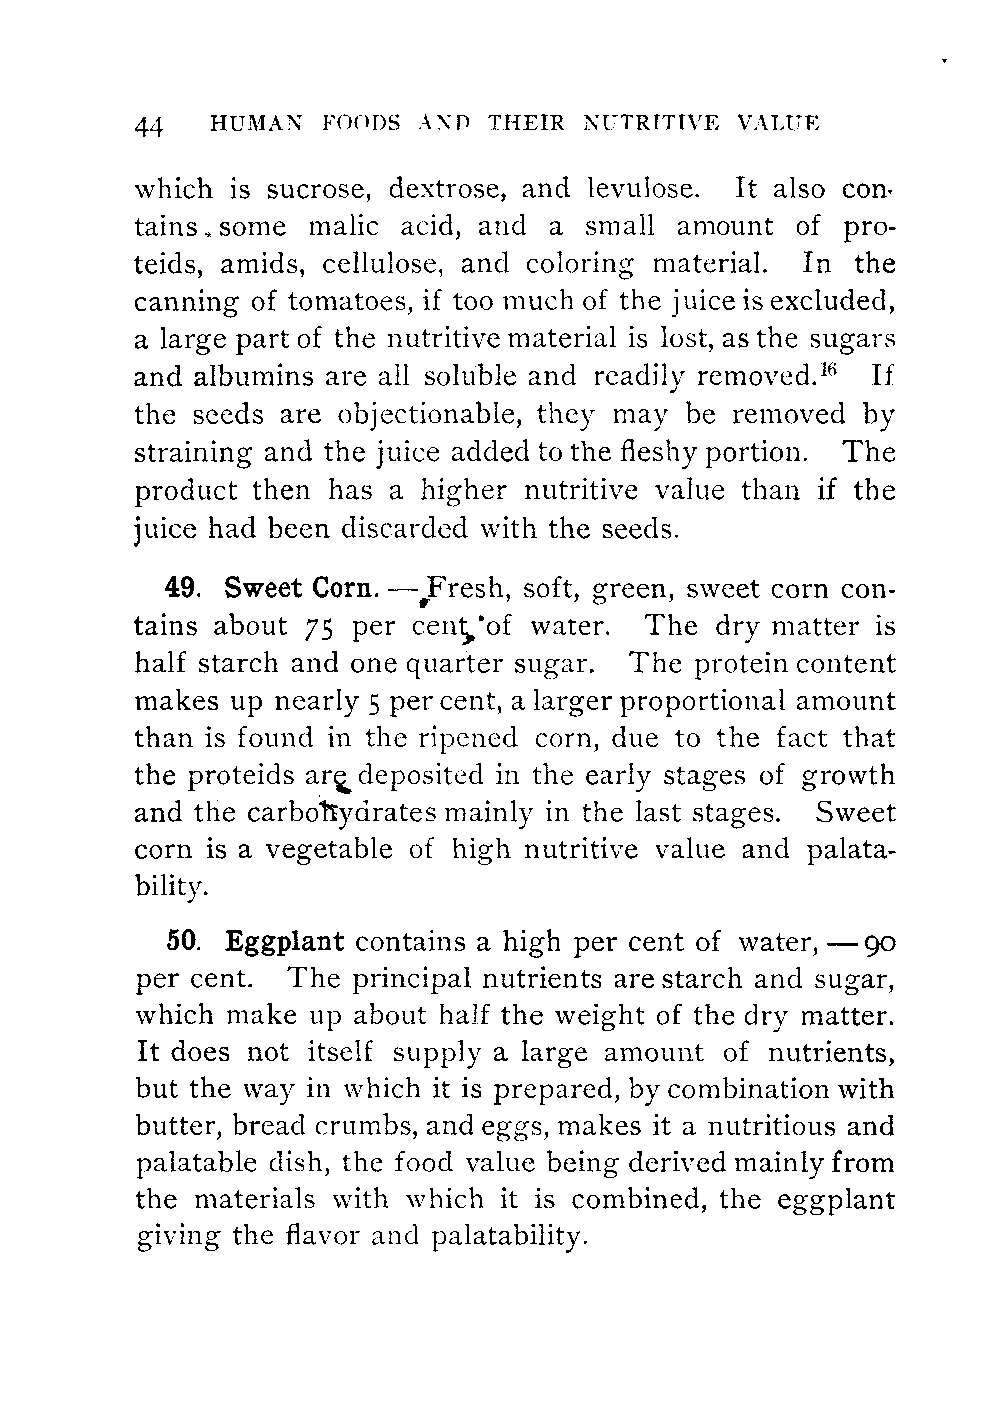 44 HUMAN FOODS AND THEIR NUTRITIVE VALUE
which is sucrose, dextrose, and levulose. It also con-
tains some malic acid, and a small amount of pro-
teids, amids, cellulose, and coloring material. In the
canning of tomatoes, if too much of the juice is excluded,
a large part of the nutritive material is lost, as the sugars
and albumins are all soluble and readily removed.¹⁶ If
the seeds are objectionable, they may be removed by
straining and the juice added to the fleshy portion. The
product then has a higher nutritive value than if the
juice had been discarded with the seeds.
49. Sweet Corn. — Fresh, soft, green, sweet corn con-
tains about 75 per cent of water. The dry matter is
half starch and one quarter sugar. The protein content
makes up nearly 5 per cent, a larger proportional amount
than is found in the ripened corn, due to the fact that
the proteids are deposited in the early stages of growth
and the carbohydrates mainly in the last stages. Sweet
corn is a vegetable of high nutritive value and palata-
bility.
50. Eggplant contains a high per cent of water, — 90
per cent. The principal nutrients are starch and sugar,
which make up about half the weight of the dry matter.
It does not itself supply a large amount of nutrients,
but the way in which it is prepared, by combination with
butter, bread crumbs, and eggs, makes it a nutritious and
palatable dish, the food value being derived mainly from
the materials with which it is combined, the eggplant
giving the flavor and palatability.